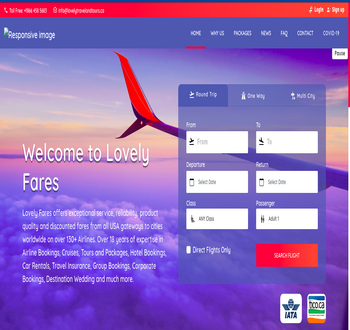 Toll Free: +866 459 5665 info@lovelytravelandtours.ca Login Sign up
Responsive image
HOME WHY US PACKAGES NEWS FAQ CONTACT COVID-19
Pause
Round Trip One Way Multi City
From To
From To
Departure Return
Select Date Select Date
Class Passenger
ANY Class Adult 1
Direct Flights Only
SEARCH FLIGHT
Welcome to Lovely
Fares
Lovely Fares offers exceptional service, reliability, product
quality and discounted fares from all USA gateways to cities
worldwide on over 150+ Airlines. Over 18 years of expertise in
Airline Bookings, Cruises, Tours and Packages, Hotel Bookings,
Car Rentals, Travel Insurance, Group Bookings, Corporate
Bookings, Destination Wedding and much more.
IATA
tico.ca